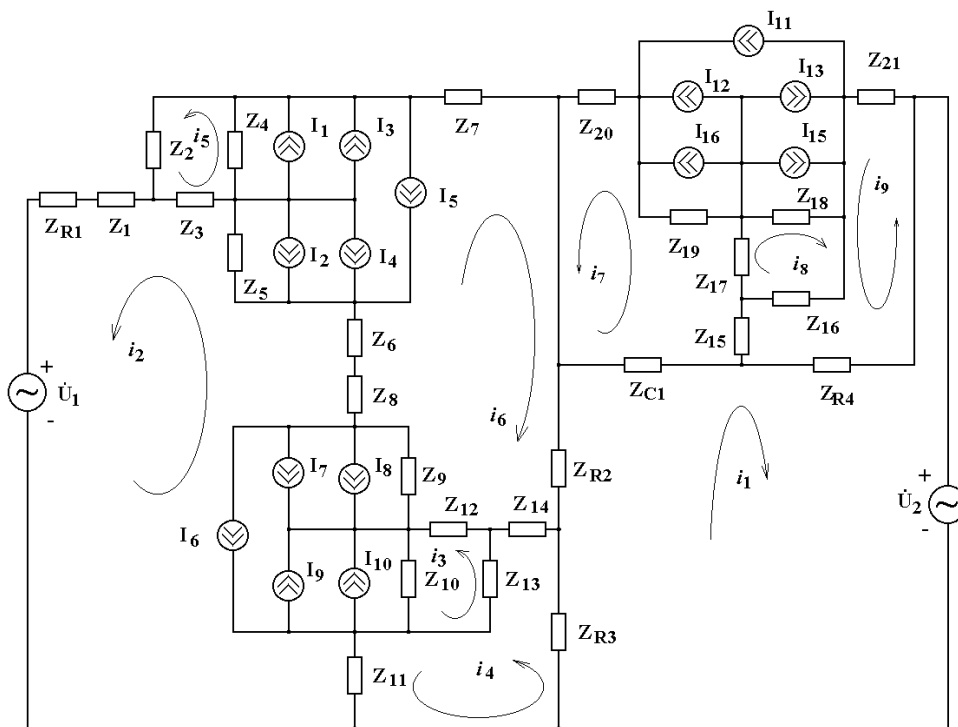 I11
I12
I13
Z21
Z4
I1
I3
Z7
Z20
Z2
i5
I16
I15
I5
i9
ZR1
Z1
Z3
Z18
Z19
I2
I4
Z5
i7
Z17
i8
Z16
Z6
Z15
i2
+
U̇1
-
Z8
ZC1
ZR4
i6
I7
I8
Z9
ZR2
i1
+
U̇2
-
Z12
Z14
I6
i3
I9
I10
Z10
Z13
ZR3
Z11
i4